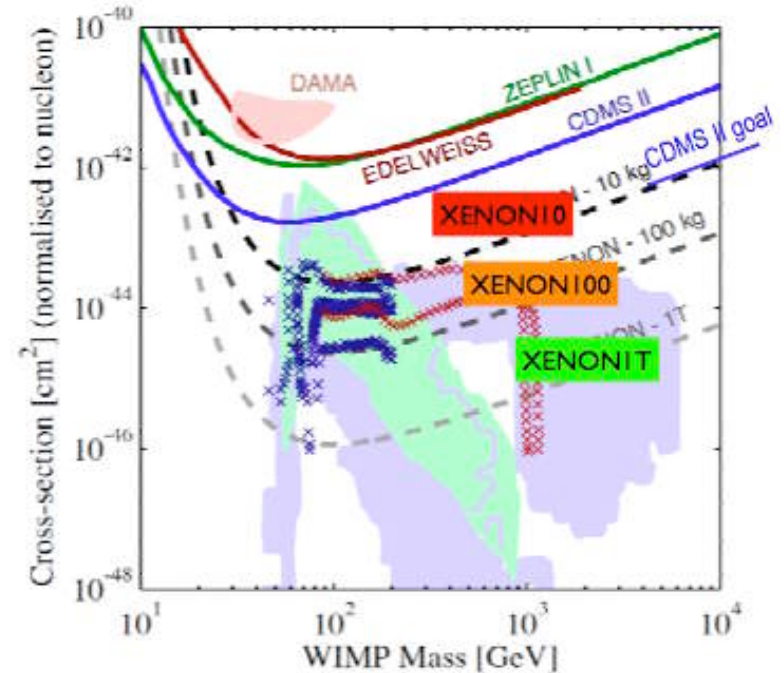 Cross-section [cm²] (normalised to nucleon)
10⁻⁴⁰
10⁻⁴²
10⁻⁴⁴
10⁻⁴⁶
10⁻⁴⁸
DAMA
ZEPLIN I
EDELWEISS
CDMS II
CDMS II goal
N - 10 kg
XENON10
ENON - 100 kg
XENON100
NON - 1T
XENON1T
10¹
10²
10³
10⁴
WIMP Mass [GeV]